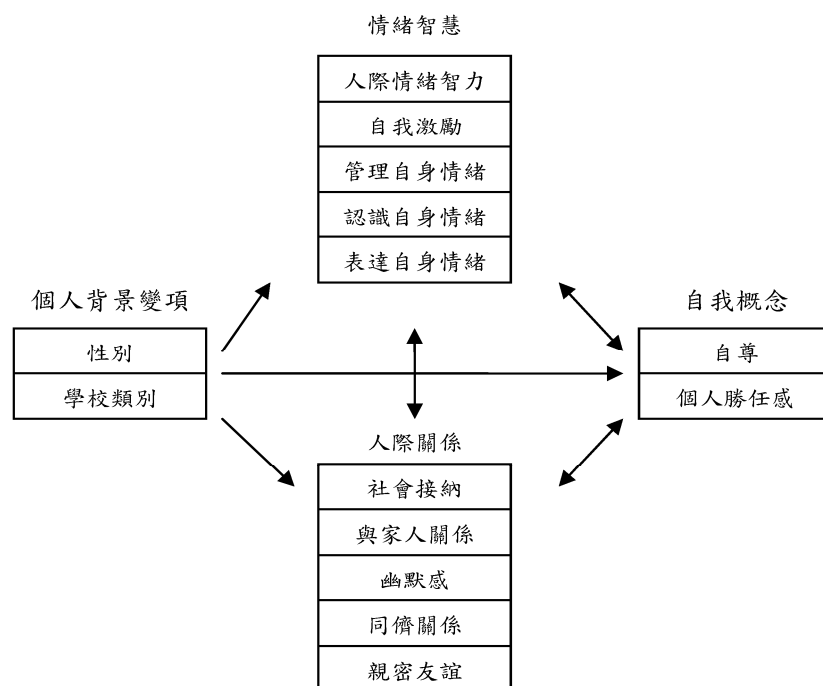 情緒智慧
人際情緒智力
自我激勵
管理自身情緒
認識自身情緒
表達自身情緒
個人背景變項
性別
學校類別
自我概念
自尊
個人勝任感
人際關係
社會接納
與家人關係
幽默感
同儕關係
親密友誼